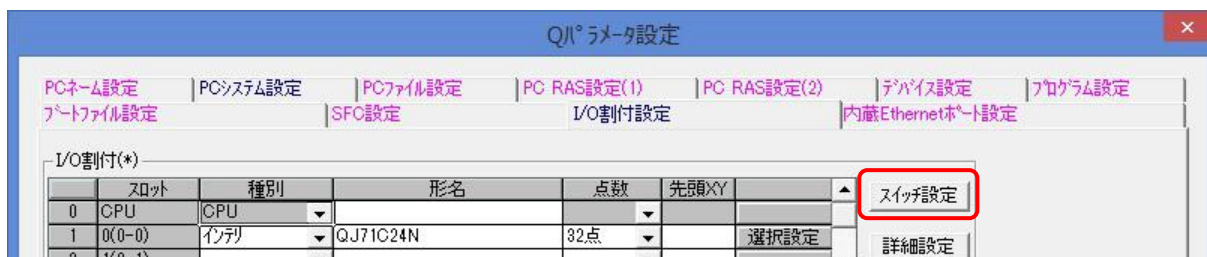 Qパラメータ設定
PCネーム設定 PCシステム設定 PCファイル設定 PC RAS設定(1) PC RAS設定(2) デバイス設定 プログラム設定
ブートファイル設定 SFC設定 I/O割付設定 内蔵Ethernetポート設定
I/O割付(*)
スロット 種別 形名 点数 先頭XY
スイッチ設定
0 CPU CPU
1 0(0-0) インテリ QJ71C24N 32点 選択設定
詳細設定